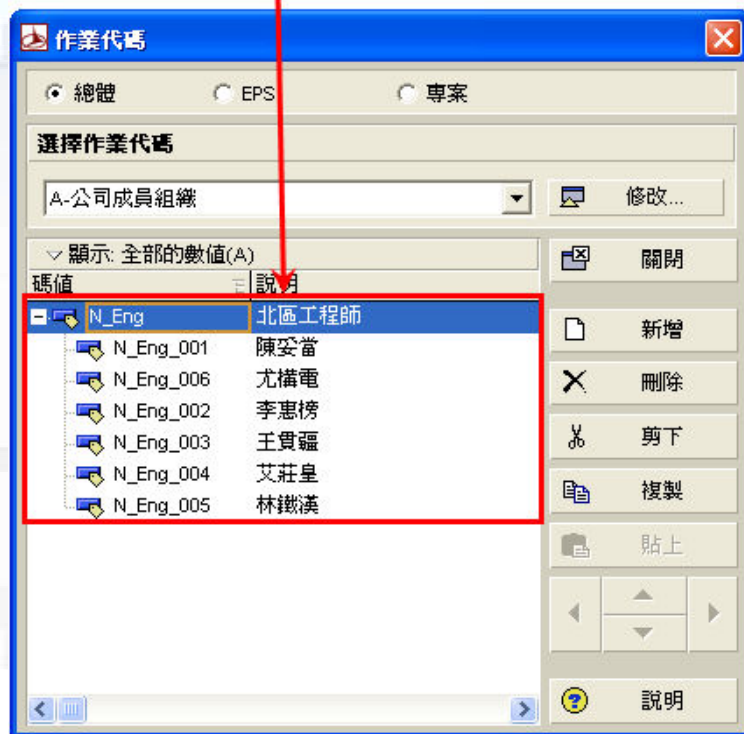 作業代碼
總體 EPS 專案
選擇作業代碼
A-公司成員組織 修改...
顯示: 全部的數值(A) 關閉
碼值 說明
N_Eng 北區工程師
新增
N_Eng_001 陳妥當
N_Eng_006 尤構電 刪除
N_Eng_002 李惠榜
N_Eng_003 王貫疆 剪下
N_Eng_004 艾莊皇
N_Eng_005 林鐵漢 複製
貼上
說明